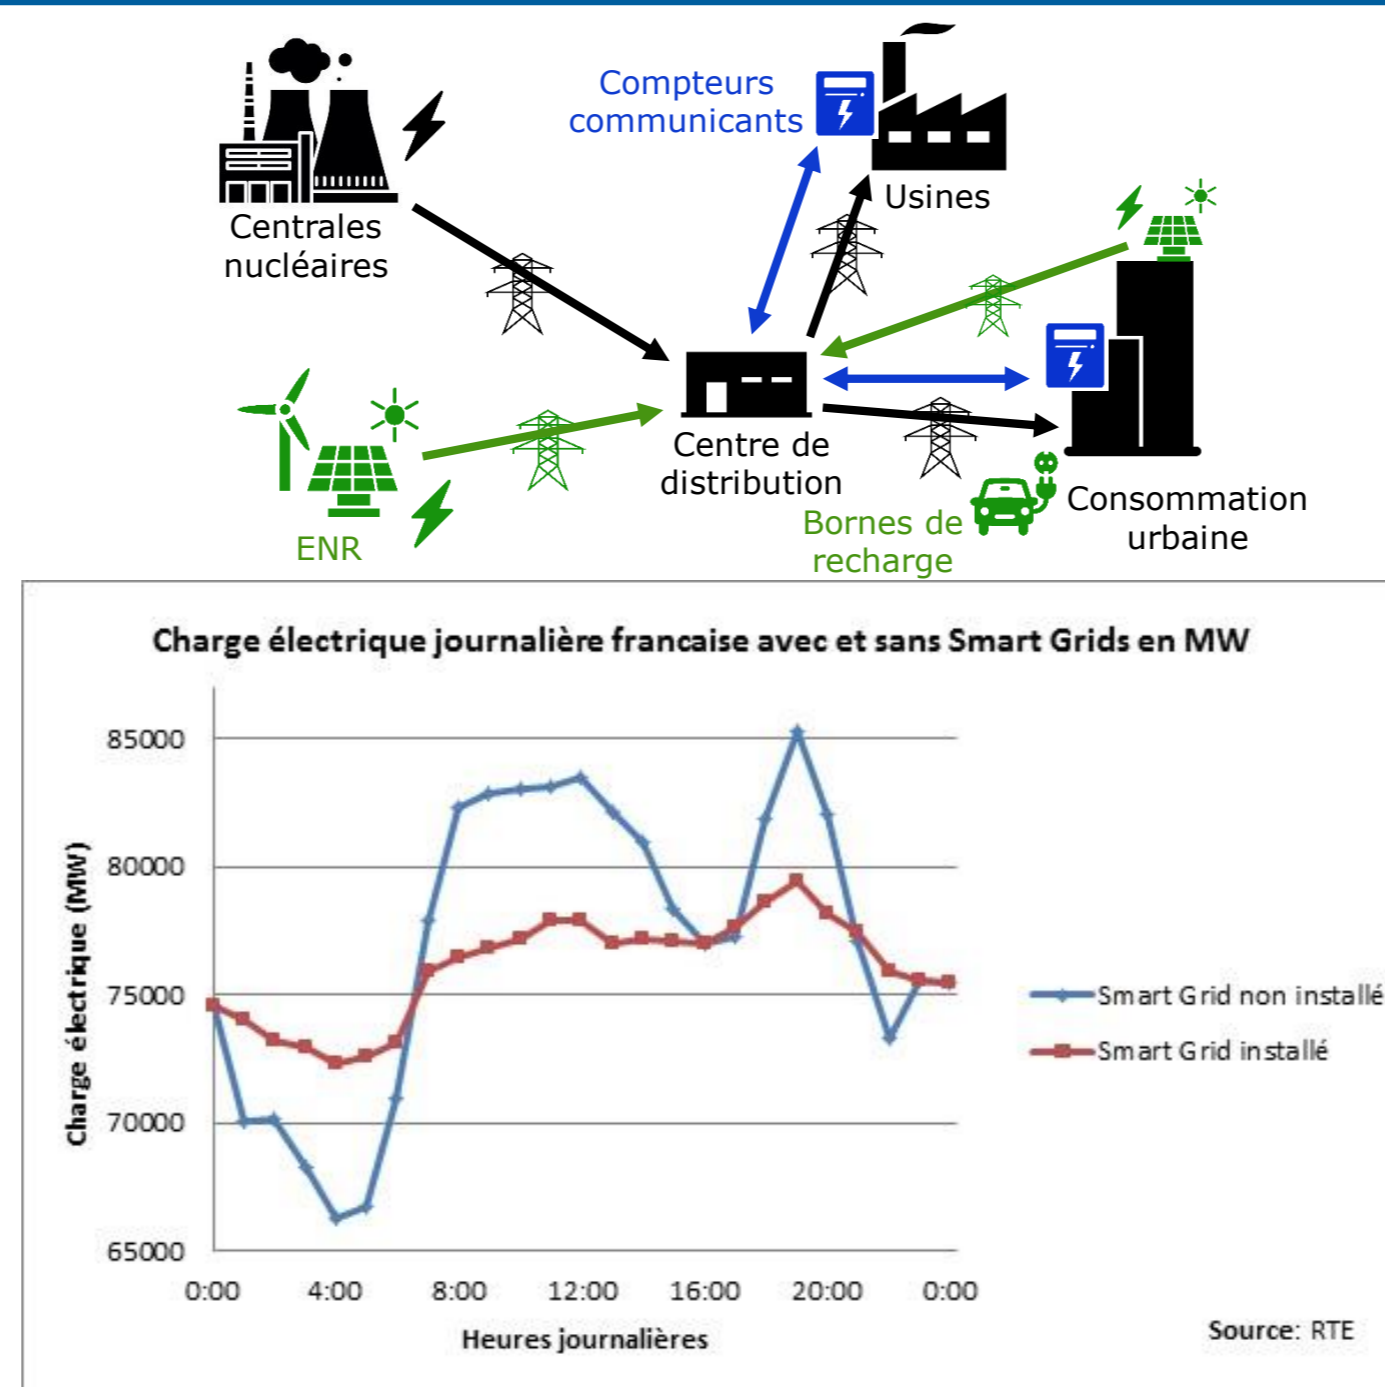 Compteurs
communicants
Usines
Centrales
nucléaires
Centre de
distribution
ENR
Bornes de
recharge
Consommation
urbaine
Charge électrique journalière francaise avec et sans Smart Grids en MW
Charge électrique (MW)
85000
80000
75000
70000
65000
0:00 4:00 8:00 12:00 16:00 20:00 0:00
Heures journalières
Smart Grid non installé
Smart Grid installé
Source: RTE